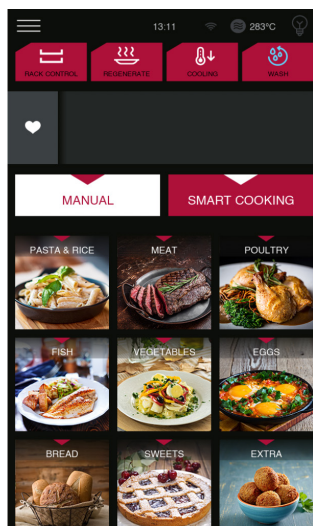 13:11 283°C
RACK CONTROL REGENERATE COOLING WASH
MANUAL SMART COOKING
PASTA & RICE MEAT POULTRY
FISH VEGETABLES EGGS
BREAD SWEETS EXTRA